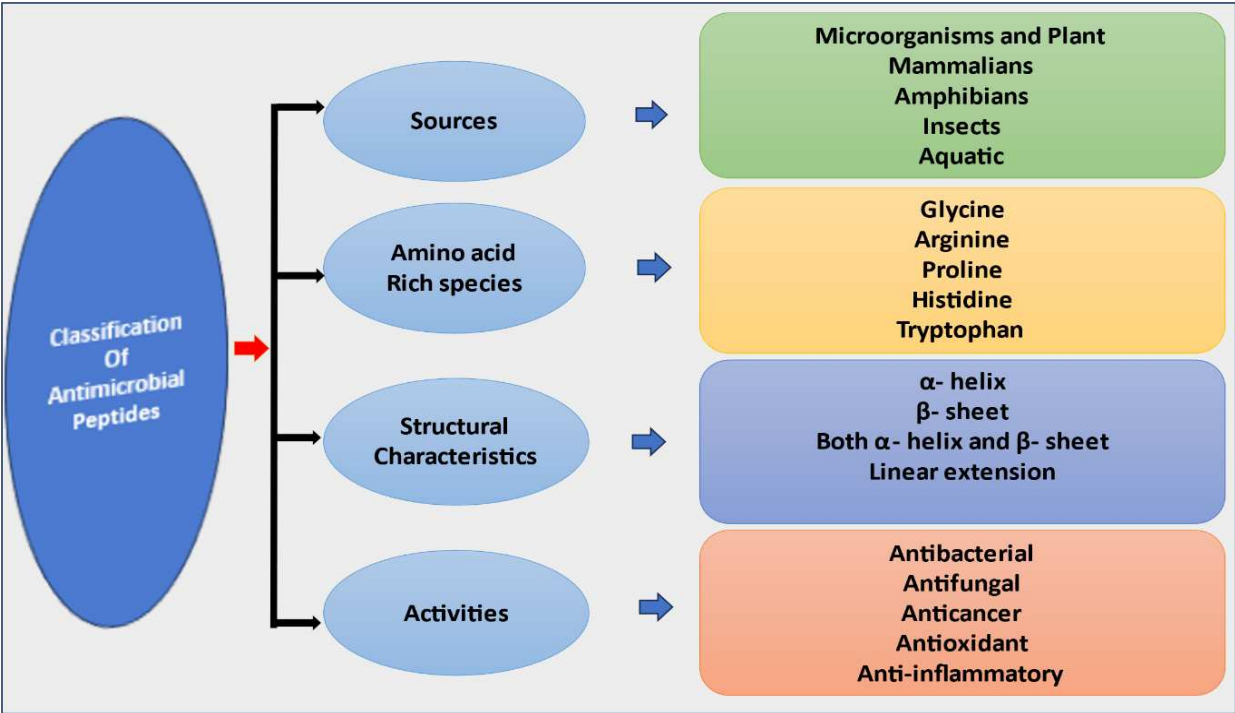 Classification
Of
Antimicrobial
Peptides
Sources
Microorganisms and Plant
Mammalians
Amphibians
Insects
Aquatic
Amino acid
Rich species
Glycine
Arginine
Proline
Histidine
Tryptophan
Structural
Characteristics
α- helix
β- sheet
Both α- helix and β- sheet
Linear extension
Activities
Antibacterial
Antifungal
Anticancer
Antioxidant
Anti-inflammatory